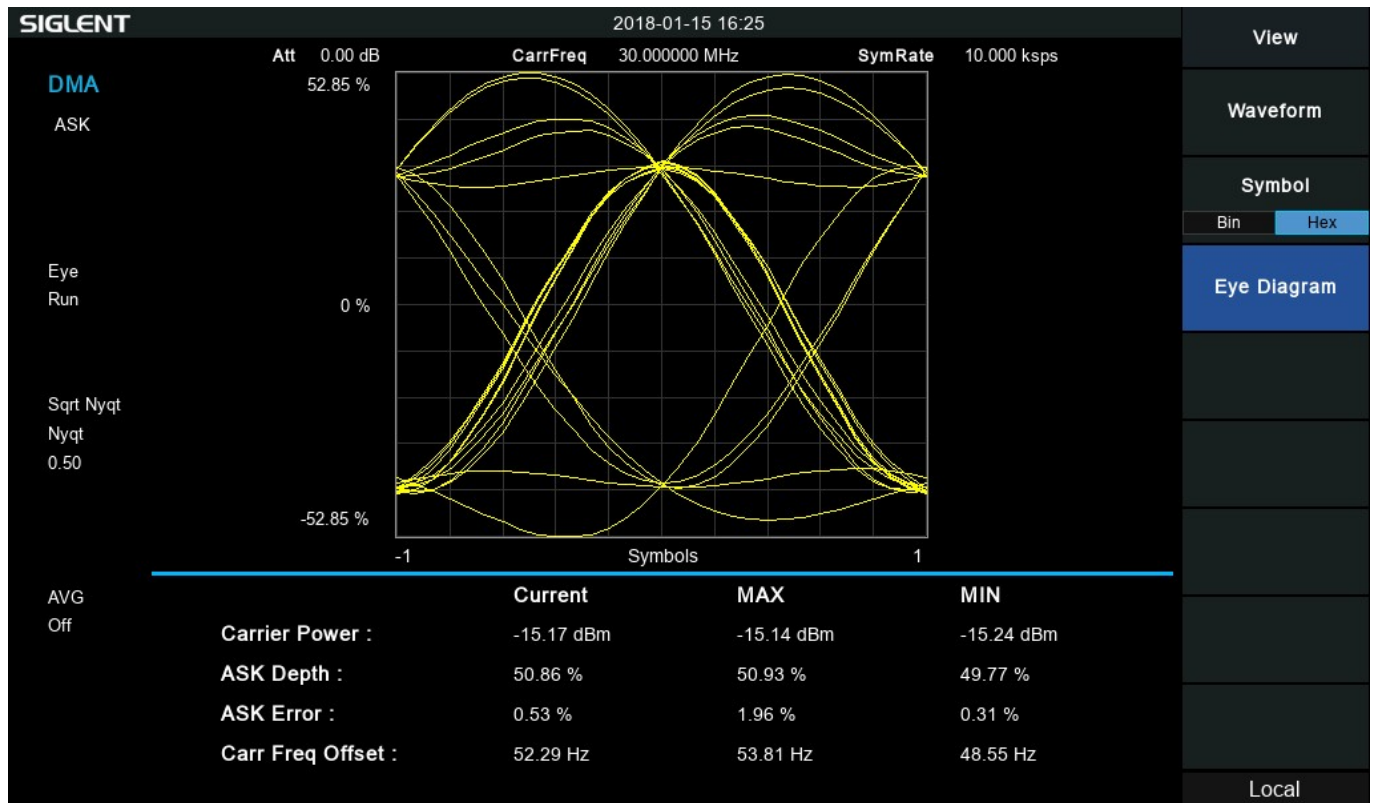 SIGLENT 2018-01-15 16:25
View
Att 0.00 dB CarrFreq 30.000000 MHz SymRate 10.000 ksps
DMA
52.85 %
ASK
Waveform
Symbol
Bin Hex
Eye
Run
0 %
Eye Diagram
Sqrt Nyqt
Nyqt
0.50
-52.85 %
-1 Symbols 1
AVG
Off
Current MAX MIN
Carrier Power : -15.17 dBm -15.14 dBm -15.24 dBm
ASK Depth : 50.86 % 50.93 % 49.77 %
ASK Error : 0.53 % 1.96 % 0.31 %
Carr Freq Offset : 52.29 Hz 53.81 Hz 48.55 Hz
Local